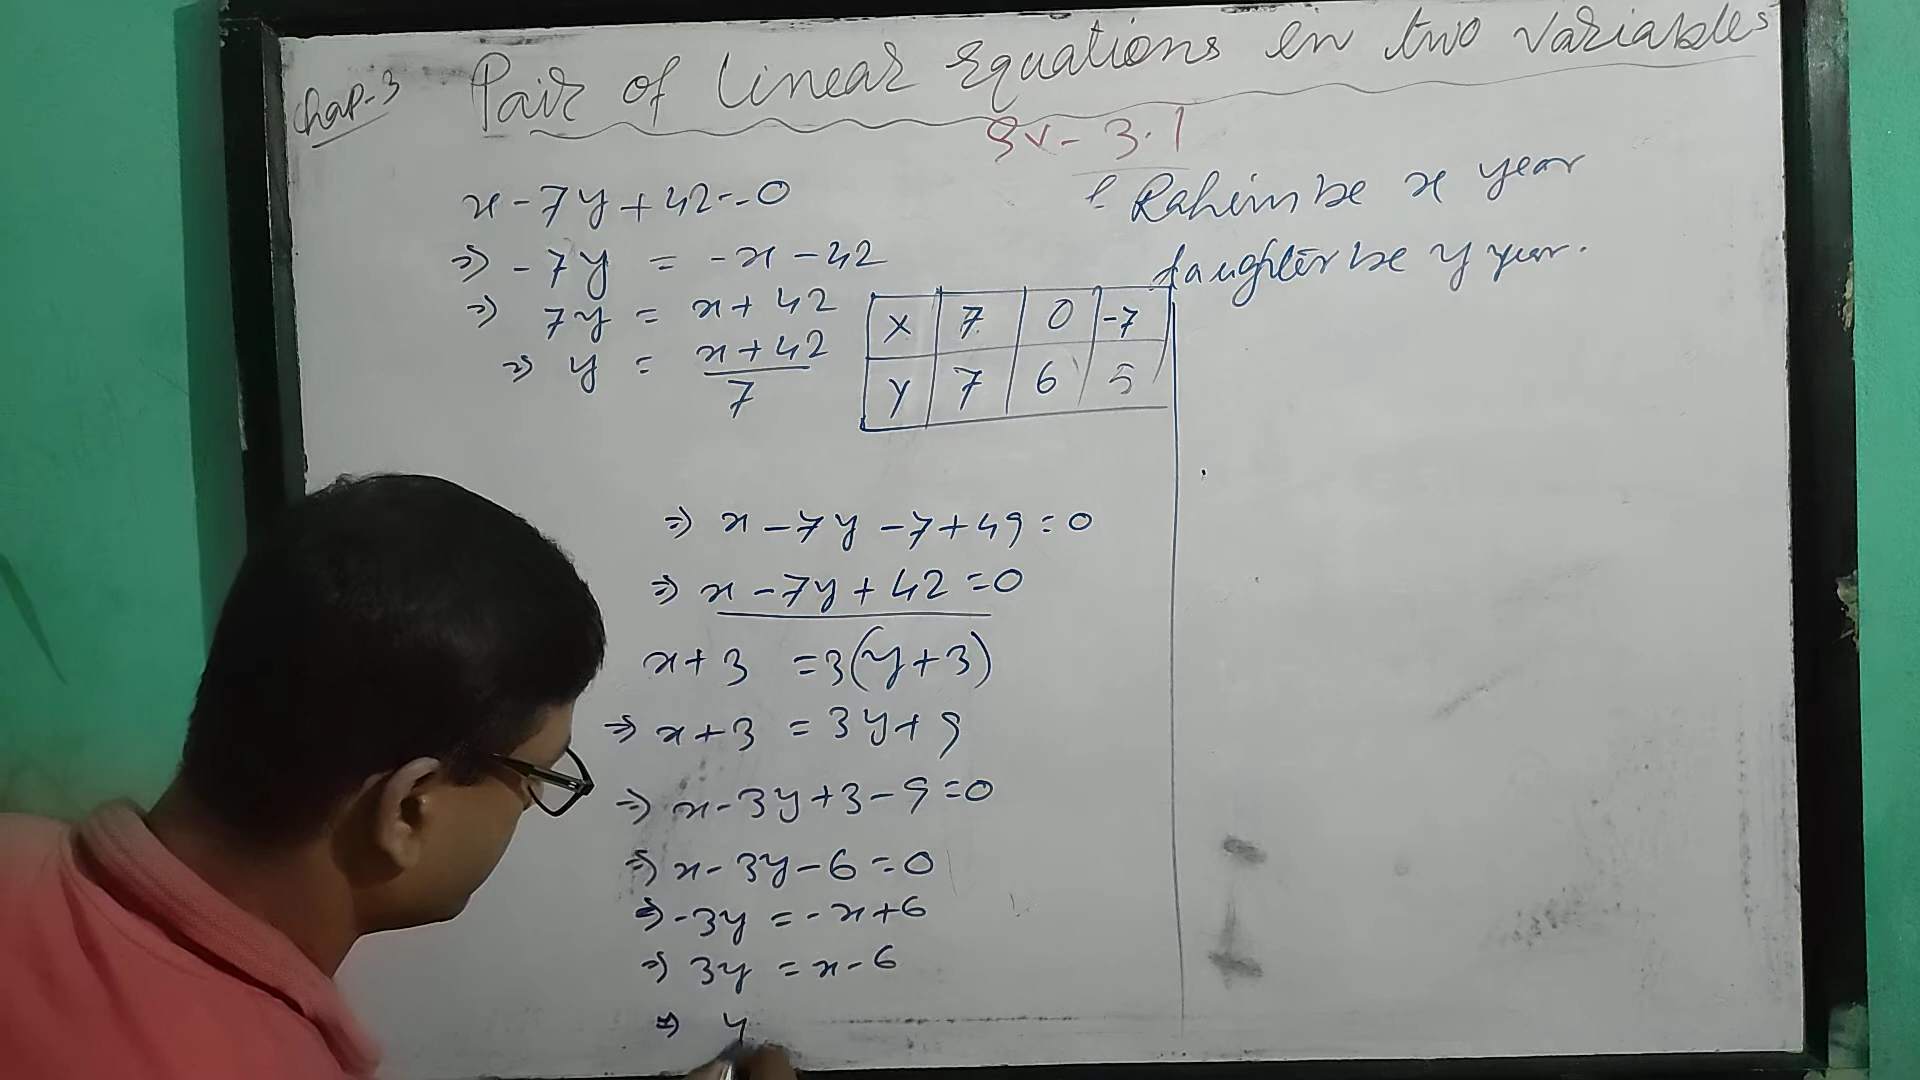 Chap-3 Pair of Linear Equations in two variables
Ex- 3.1
x - 7y + 42 = 0
⇒ -7y = -x - 42
⇒ 7y = x + 42
⇒ y = x + 42
7
X 7 0 -7
Y 7 6 5
Rahim be x year
daughter be y year.
⇒ x - 7y - 7 + 49 = 0
⇒ x - 7y + 42 = 0
x + 3 = 3(y + 3)
⇒ x + 3 = 3y + 9
⇒ x - 3y + 3 - 9 = 0
⇒ x - 3y - 6 = 0
⇒ -3y = -x + 6
⇒ 3y = x - 6
⇒ y